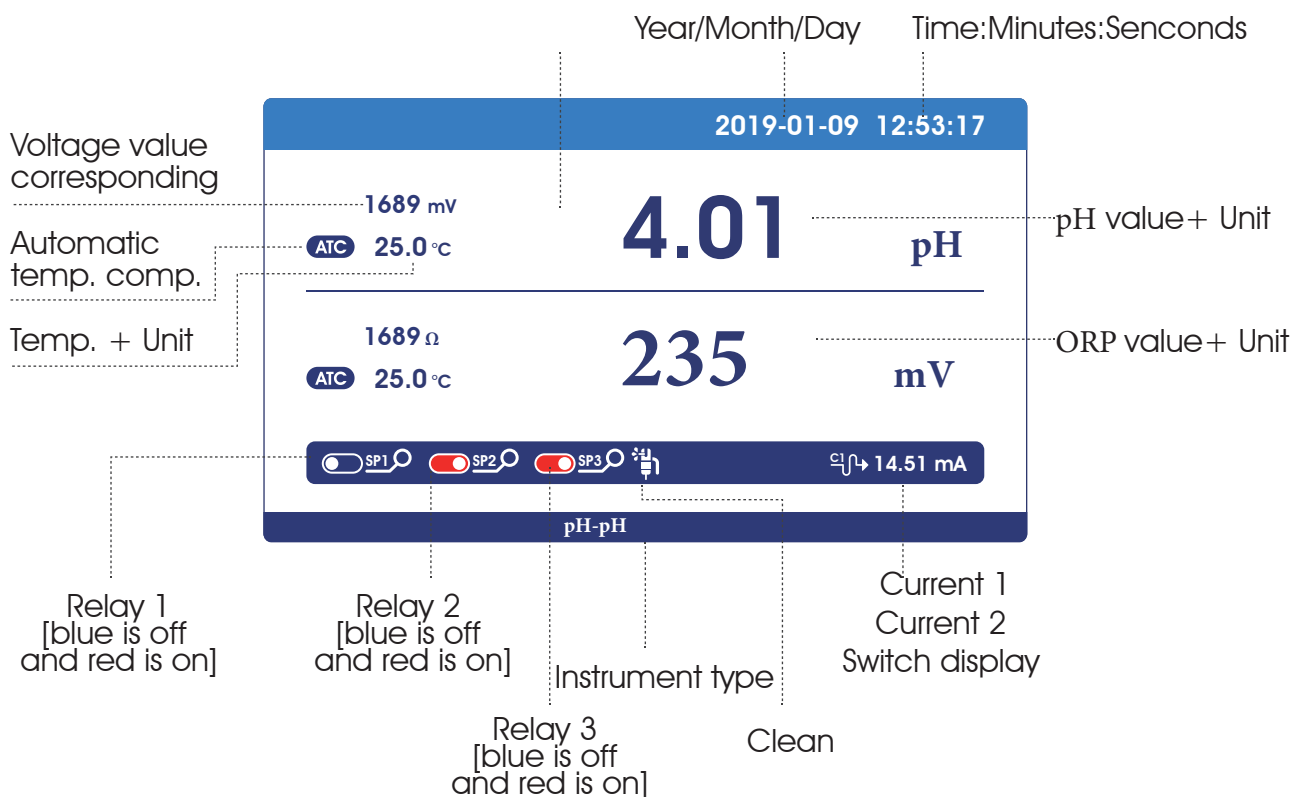 Year/Month/Day
Time:Minutes:Senconds
2019-01-09 12:53:17
Voltage value
corresponding
1689 mV
4.01
pH
pH value+ Unit
Automatic
temp. comp.
ATC 25.0 °C
Temp. + Unit
1689 Ω
235
mV
ORP value+ Unit
ATC 25.0 °C
SP1 SP2 SP3 C1 14.51 mA
pH-pH
Relay 1
[blue is off
and red is on]
Relay 2
[blue is off
and red is on]
Instrument type
Current 1
Current 2
Switch display
Relay 3
[blue is off
and red is on]
Clean